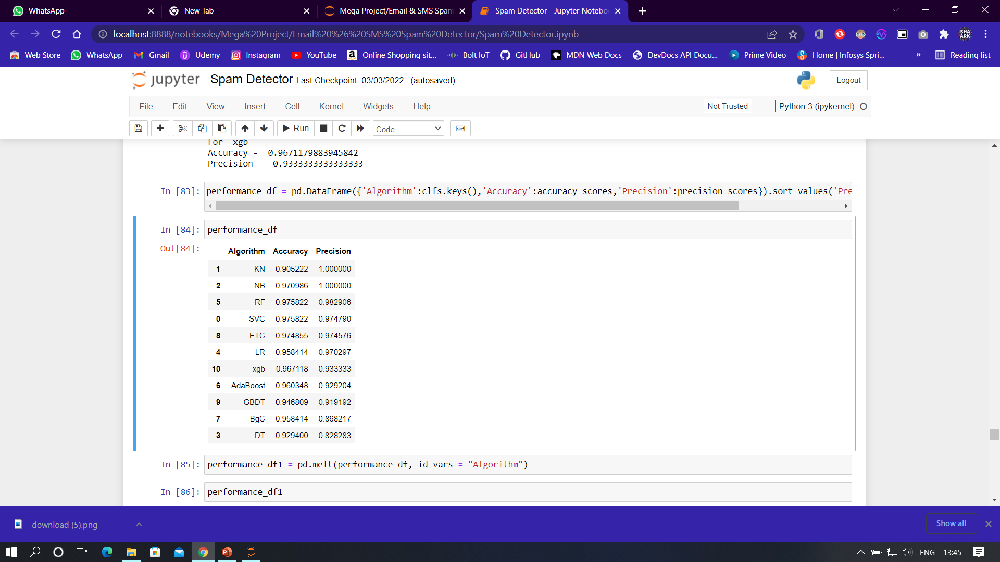 WhatsApp
New Tab
Mega Project/Email & SMS Spam
Spam Detector - Jupyter Notebo
localhost:8888/notebooks/Mega%20Project/Email%20%26%20SMS%20Spam%20Detector/Spam%20Detector.ipynb
SHA
ARK
Web Store
WhatsApp
Gmail
Udemy
Instagram
YouTube
Online Shopping sit...
Bolt IoT
GitHub
MDN Web Docs
DevDocs API Docu...
Prime Video
Home | Infosys Spri...
»
Reading list
jupyter Spam Detector Last Checkpoint: 03/03/2022 (autosaved)
Logout
File Edit View Insert Cell Kernel Widgets Help
Not Trusted
Python 3 (ipykernel)
Run
Code
For xgb
Accuracy - 0.9671179883945842
Precision - 0.9333333333333333
In [83]: performance_df = pd.DataFrame({'Algorithm':clfs.keys(),'Accuracy':accuracy_scores,'Precision':precision_scores}).sort_values('Pre
In [84]: performance_df
Out[84]:
Algorithm Accuracy Precision
1 KN 0.905222 1.000000
2 NB 0.970986 1.000000
5 RF 0.975822 0.982906
0 SVC 0.975822 0.974790
8 ETC 0.974855 0.974576
4 LR 0.958414 0.970297
10 xgb 0.967118 0.933333
6 AdaBoost 0.960348 0.929204
9 GBDT 0.946809 0.919192
7 BgC 0.958414 0.868217
3 DT 0.929400 0.828283
In [85]: performance_df1 = pd.melt(performance_df, id_vars = "Algorithm")
In [86]: performance_df1
download (5).png
Show all
ENG
13:45